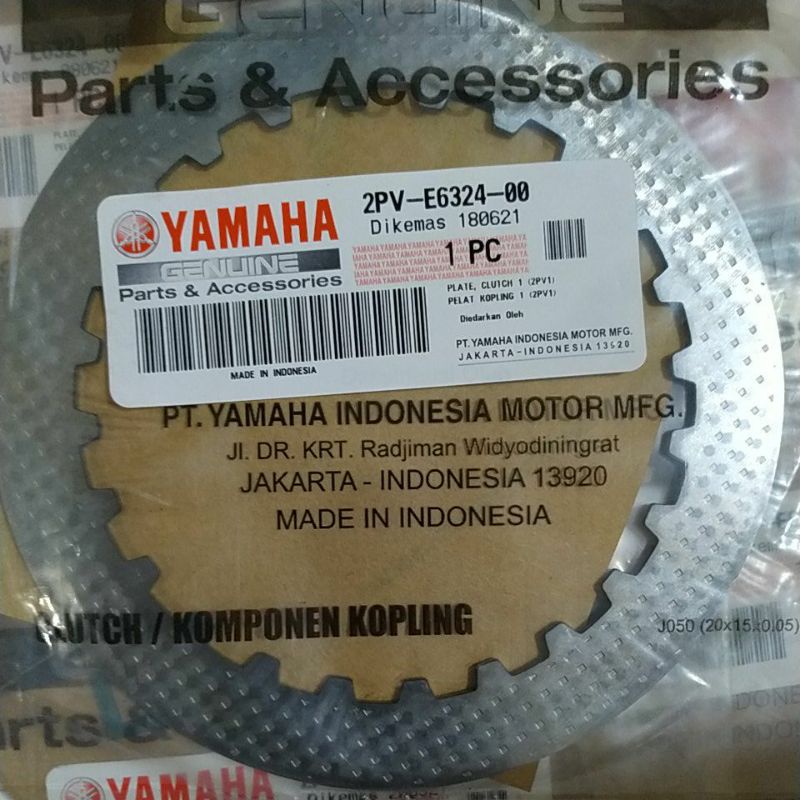 GENUINE
Parts & Accessories
YAMAHA
GENUINE
Parts & Accessories
2PV-E6324-00
Dikemas 180621
1 PC
PLATE, CLUTCH 1 (2PV1)
PELAT KOPLING 1 (2PV1)
Diedarkan Oleh
PT. YAMAHA INDONESIA MOTOR MFG.
JAKARTA-INDONESIA 13920
MADE IN INDONESIA
PT. YAMAHA INDONESIA MOTOR MFG.
Jl. DR. KRT. Radjiman Widyodiningrat
JAKARTA - INDONESIA 13920
MADE IN INDONESIA
CLUTCH / KOMPONEN KOPLING
J050 (20x15x0.05)
YAMAHA
Dikemas